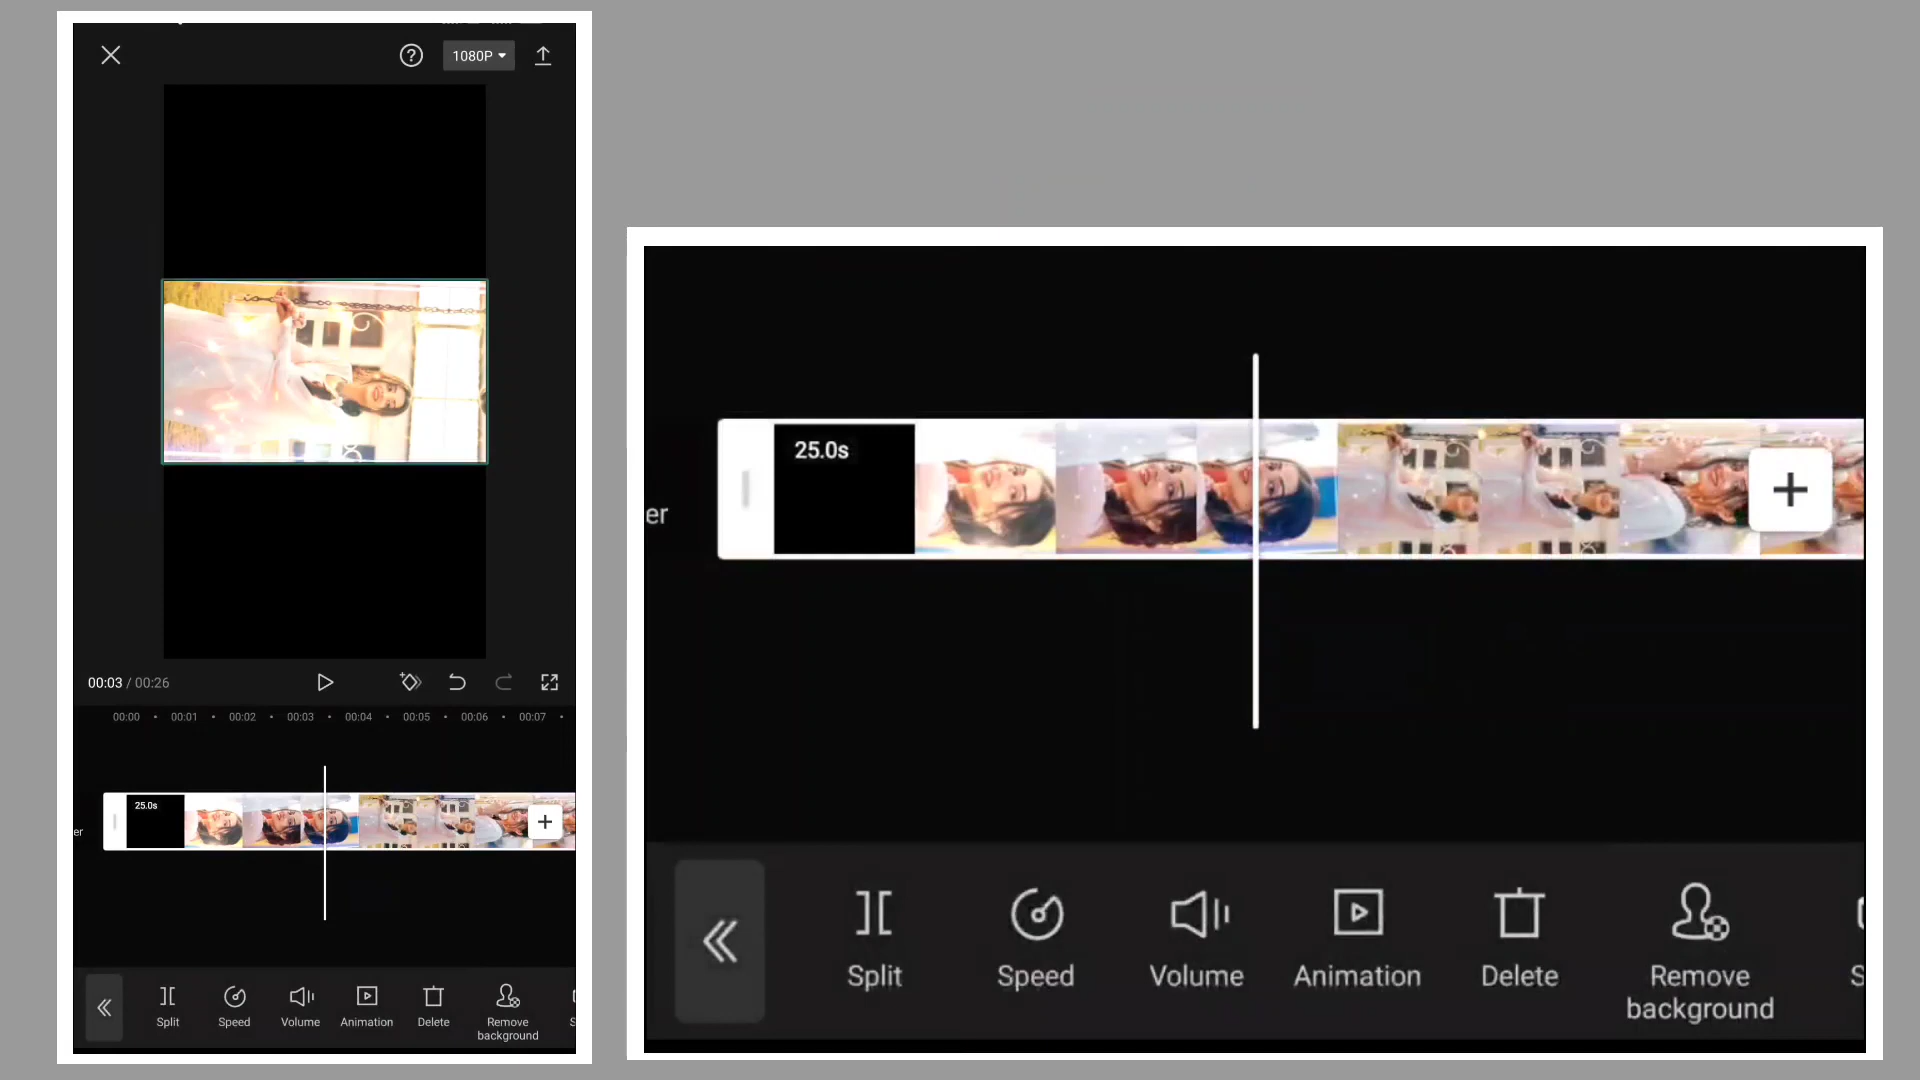 1080P
00:03 / 00:26
00:00 00:01 00:02 00:03 00:04 00:05 00:06 00:07
25.0s
er
Split
Speed
Volume
Animation
Delete
Remove
background
S
25.0s
er
Split
Speed
Volume
Animation
Delete
Remove
background
S